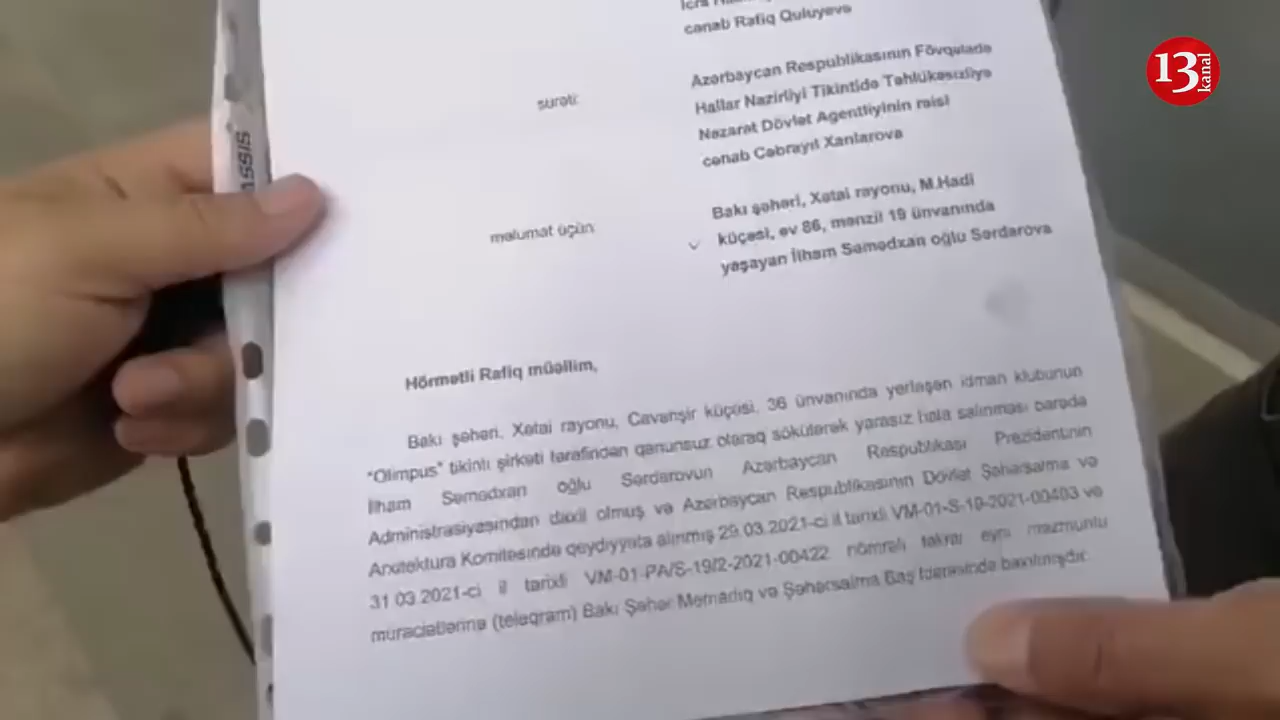 cənab Rəfiq Quluyevə
surəti:
Azərbaycan Respublikasının Fövqəladə
Hallar Nazirliyi Tikintidə Təhlükəsizliyə
Nəzarət Dövlət Agentliyinin rəisi
cənab Cəbrayıl Xanlarova
məlumat üçün:
Bakı şəhəri, Xətai rayonu, M.Hadi
küçəsi, ev 86, mənzil 19 ünvanında
yaşayan İlham Səmədxan oğlu Sərdarova
Hörmətli Rafiq müəllim,
Bakı şəhəri, Xətai rayonu, Cavanşir küçəsi, 36 ünvanında yerləşən idman klubunun
"Olimpus" tikinti şirkəti tərəfindən qanunsuz olaraq sökülərək yarasız hala salınması barədə
İlham Səmədxan oğlu Sərdarovun Azərbaycan Respublikası Prezidentinin
Administrasiyasından daxil olmuş və Azərbaycan Respublikasının Dövlət Şəhərsalma və
Arxitektura Komitəsində qeydiyyata alınmış 29.03.2021-ci il tarixli VM-01-S-19-2021-00403 və
31.03.2021-ci il tarixli VM-01-PA/S-19/2-2021-00422 nömrəli təkrar eyni məzmunlu
müraciətlərinə (teleqram) Bakı Şəhər Memarlıq və Şəhərsalma Baş İdarəsində baxılmışdır.
ASSIS
13
kanal